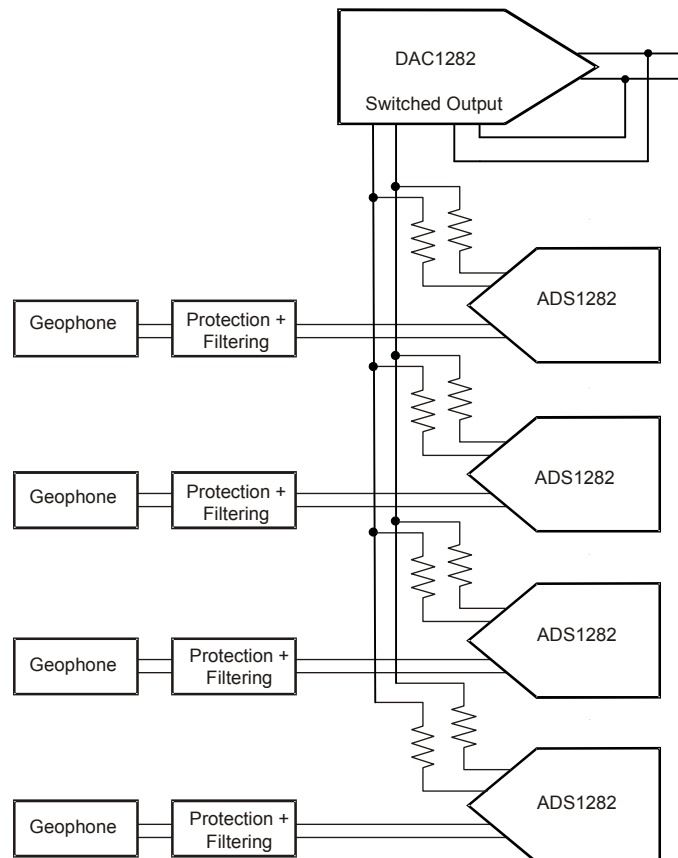 DAC1282
Switched Output
ADS1282
Geophone
Protection +
Filtering
ADS1282
Geophone
Protection +
Filtering
ADS1282
Geophone
Protection +
Filtering
ADS1282
Geophone
Protection +
Filtering